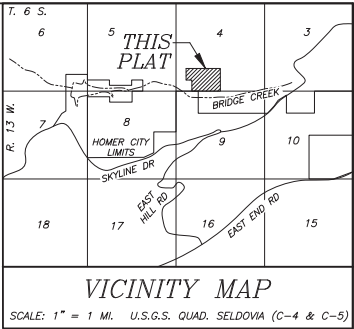 T. 6 S.
6
5
4
3
THIS
PLAT
BRIDGE CREEK
R. 13 W.
7
8
9
10
HOMER CITY
LIMITS
SKYLINE DR
EAST
HILL RD
EAST END RD
18
17
16
15
VICINITY MAP
SCALE: 1" = 1 MI. U.S.G.S. QUAD. SELDOVIA (C-4 & C-5)